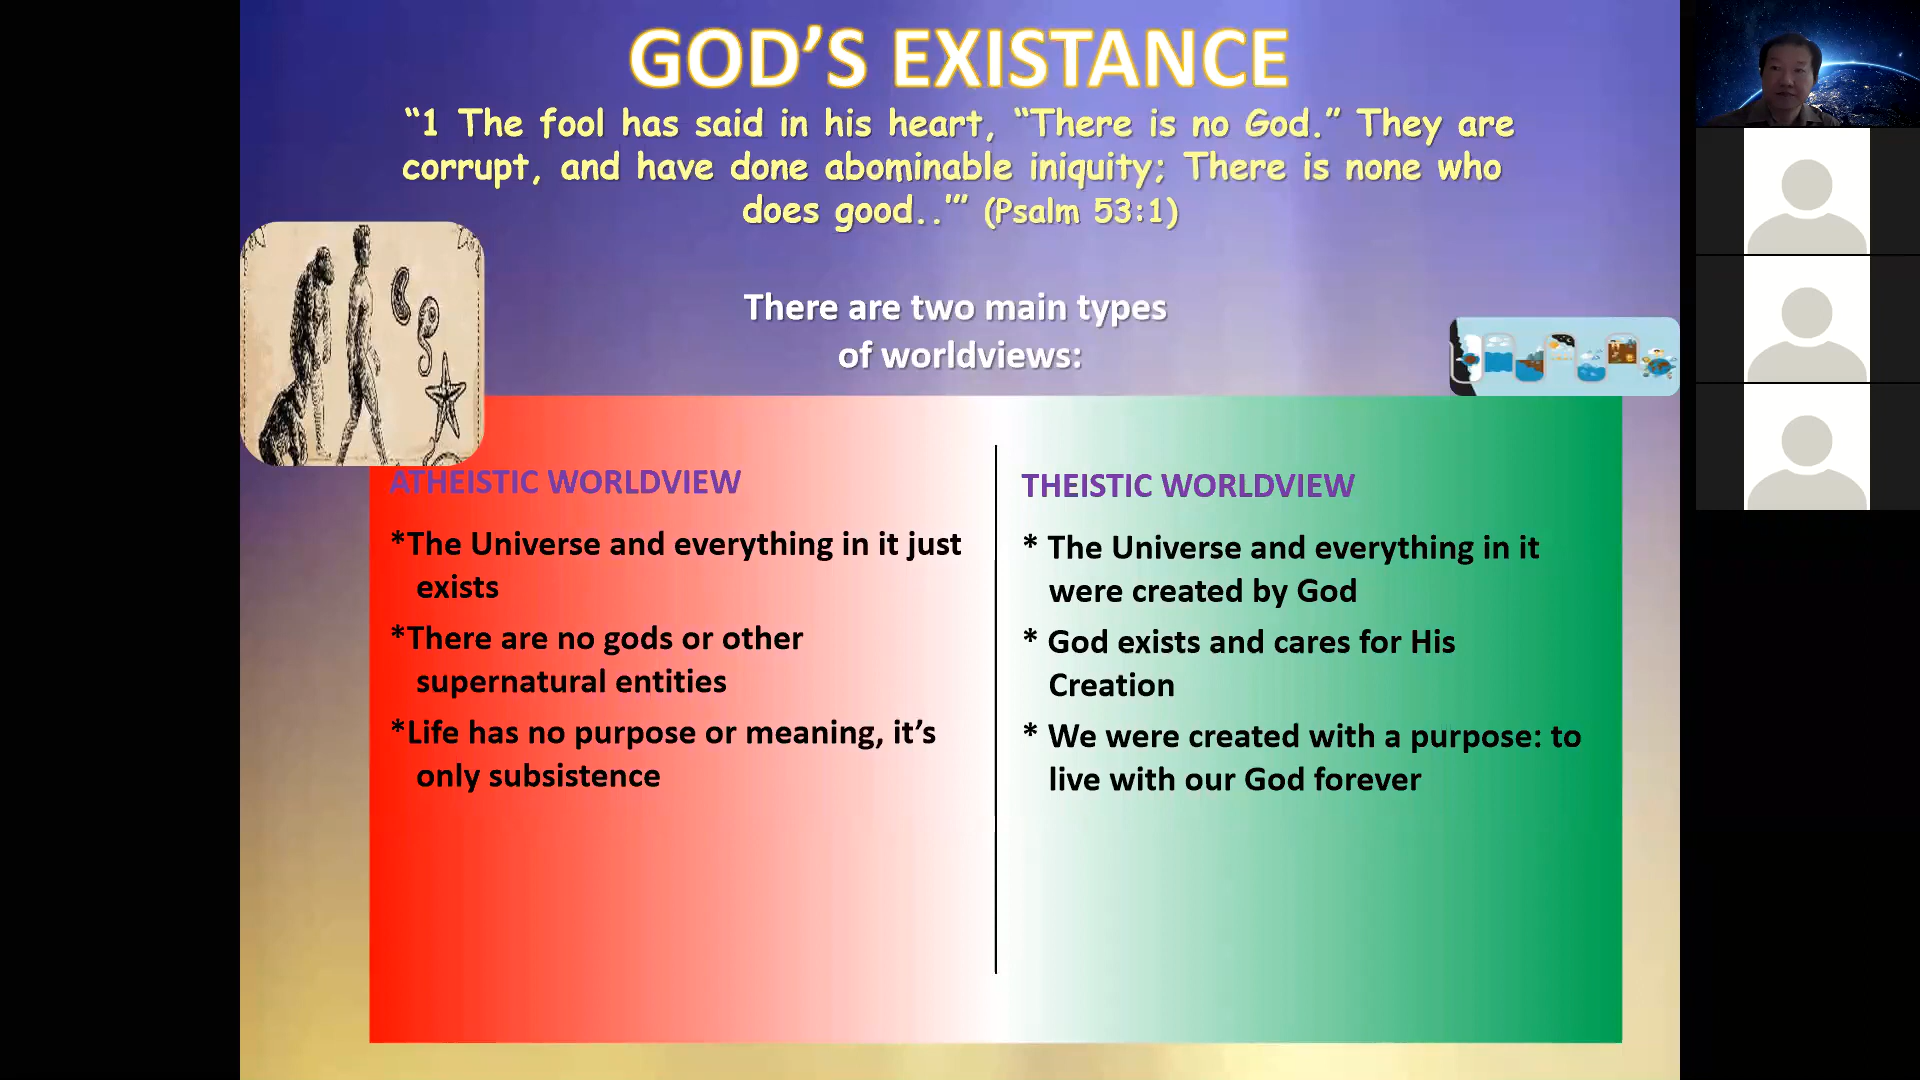 GOD’S EXISTANCE
“1 The fool has said in his heart, “There is no God.” They are
corrupt, and have done abominable iniquity; There is none who
does good..’” (Psalm 53:1)
There are two main types
of worldviews:
ATHEISTIC WORLDVIEW
*The Universe and everything in it just
exists
*There are no gods or other
supernatural entities
*Life has no purpose or meaning, it’s
only subsistence
THEISTIC WORLDVIEW
* The Universe and everything in it
were created by God
* God exists and cares for His
Creation
* We were created with a purpose: to
live with our God forever